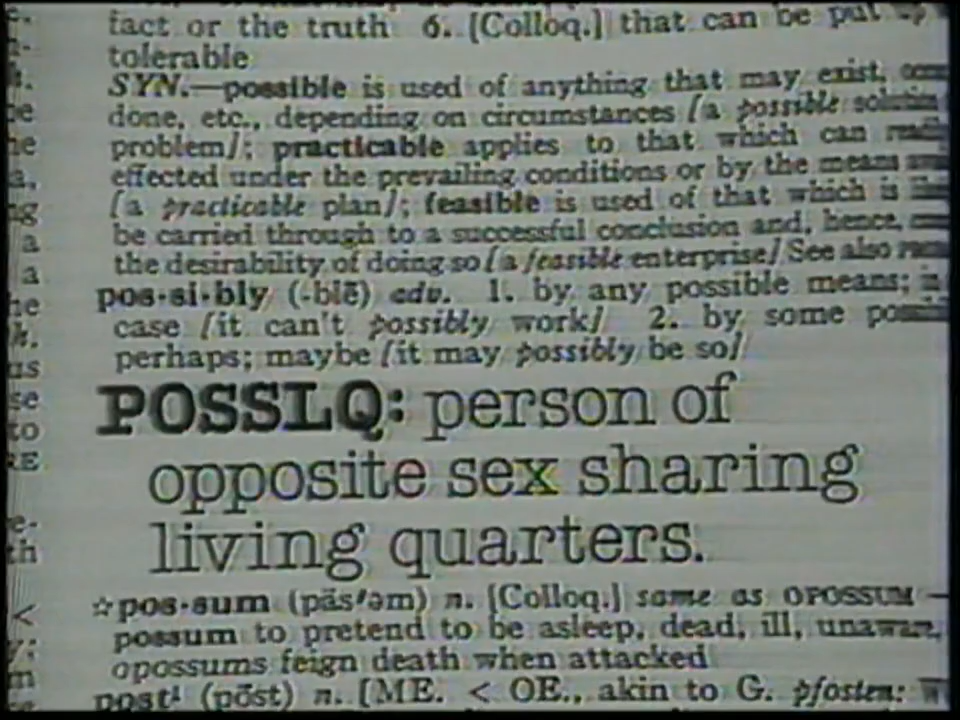 fact or the truth 6. [Colloq.] that can be put up
tolerable
SYN.—possible is used of anything that may exist,
done, etc., depending on circumstances [a possible solution
problem]; practicable applies to that which can
effected under the prevailing conditions or by the means
[a practicable plan]; feasible is used of that which is
be carried through to a successful conclusion and, hence,
the desirability of doing so [a feasible enterprise] See also
pos·si·bly (-blē) adv. 1. by any possible means;
case [it can't possibly work] 2. by some
perhaps; maybe [it may possibly be so]
POSSLQ: person of
opposite sex sharing
living quarters.
☆pos·sum (päs′əm) n. [Colloq.] same as OPOSSUM —
possum to pretend to be asleep, dead, ill, unaware,
opossums feign death when attacked
post¹ (pōst) n. [ME. < OE., akin to G. pfosten: